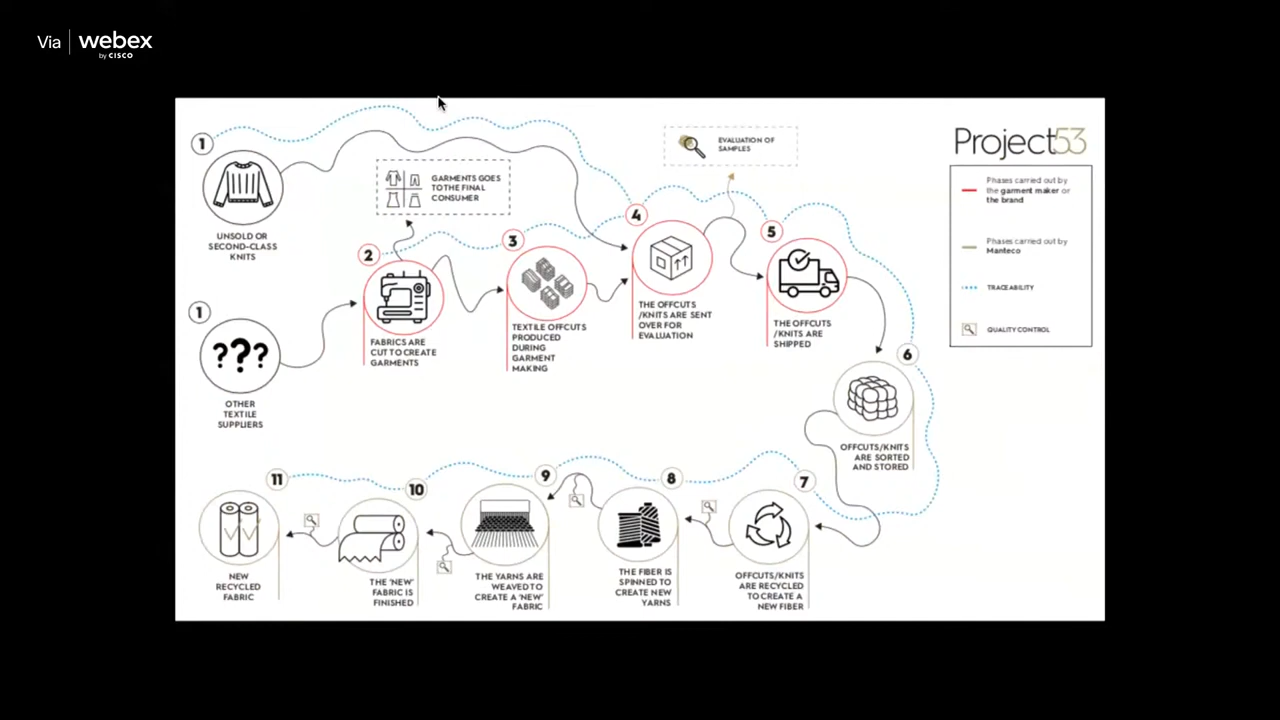 Via webex
by CISCO
1
UNSOLD OR
SECOND-CLASS
KNITS
GARMENTS GOES
TO THE FINAL
CONSUMER
EVALUATION OF
SAMPLES
Project53
Phases carried out by
the garment maker or
the brand
Phases carried out by
Manteco
TRACEABILITY
QUALITY CONTROL
1
???
OTHER
TEXTILE
SUPPLIERS
2
FABRICS ARE
CUT TO CREATE
GARMENTS
3
TEXTILE OFFCUTS
PRODUCED
DURING
GARMENT
MAKING
4
THE OFFCUTS
/KNITS ARE SENT
OVER FOR
EVALUATION
5
THE OFFCUTS
/KNITS ARE
SHIPPED
6
OFFCUTS/KNITS
ARE SORTED
AND STORED
7
OFFCUTS/KNITS
ARE RECYCLED
TO CREATE A
NEW FIBER
8
THE FIBER IS
SPINNED TO
CREATE NEW
YARNS
9
THE YARNS ARE
WEAVED TO
CREATE A 'NEW'
FABRIC
10
THE 'NEW'
FABRIC IS
FINISHED
11
NEW
RECYCLED
FABRIC